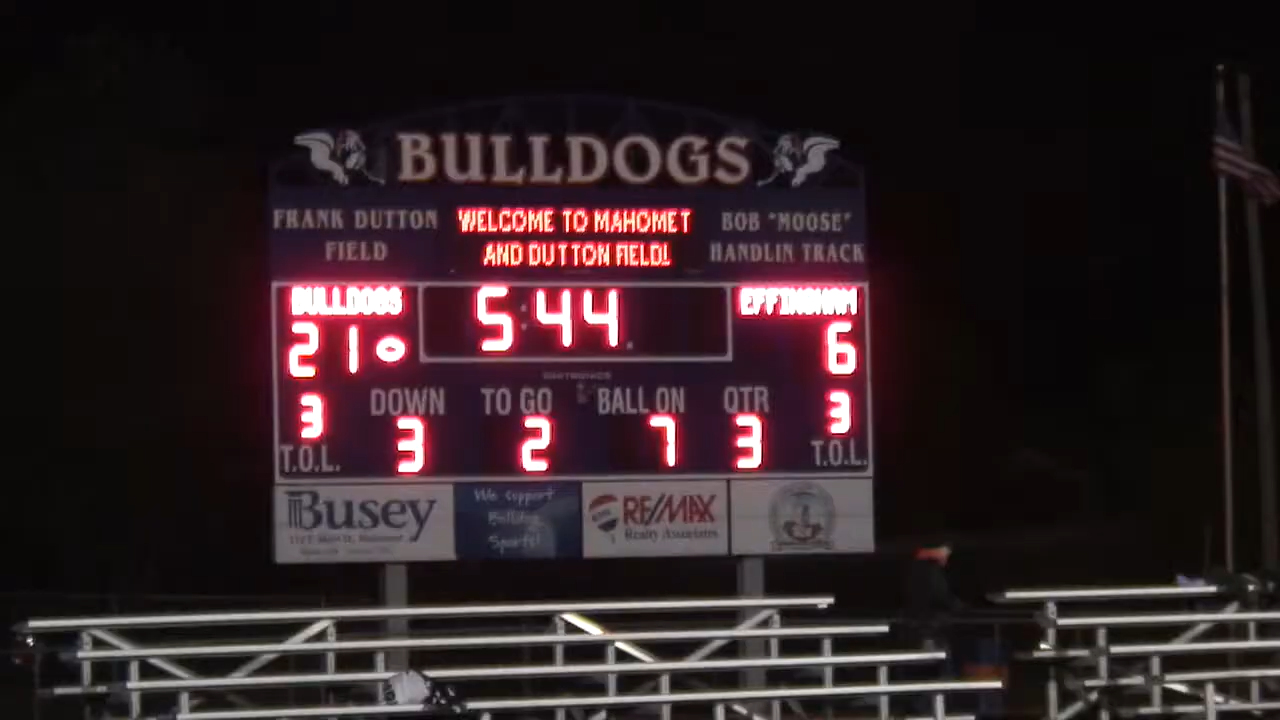 BULLDOGS
FRANK DUTTON
FIELD
WELCOME TO MAHOMET
AND DUTTON FIELD!
BOB "MOOSE"
HANDLIN TRACK
BULLDOGS
5:44
EFFINGHAM
21
6
DOWN TO GO BALL ON QTR
3 3 2 7 3 3
T.O.L. T.O.L.
Busey
We support
Bulldog
Sports!
RE/MAX
Realty Associates